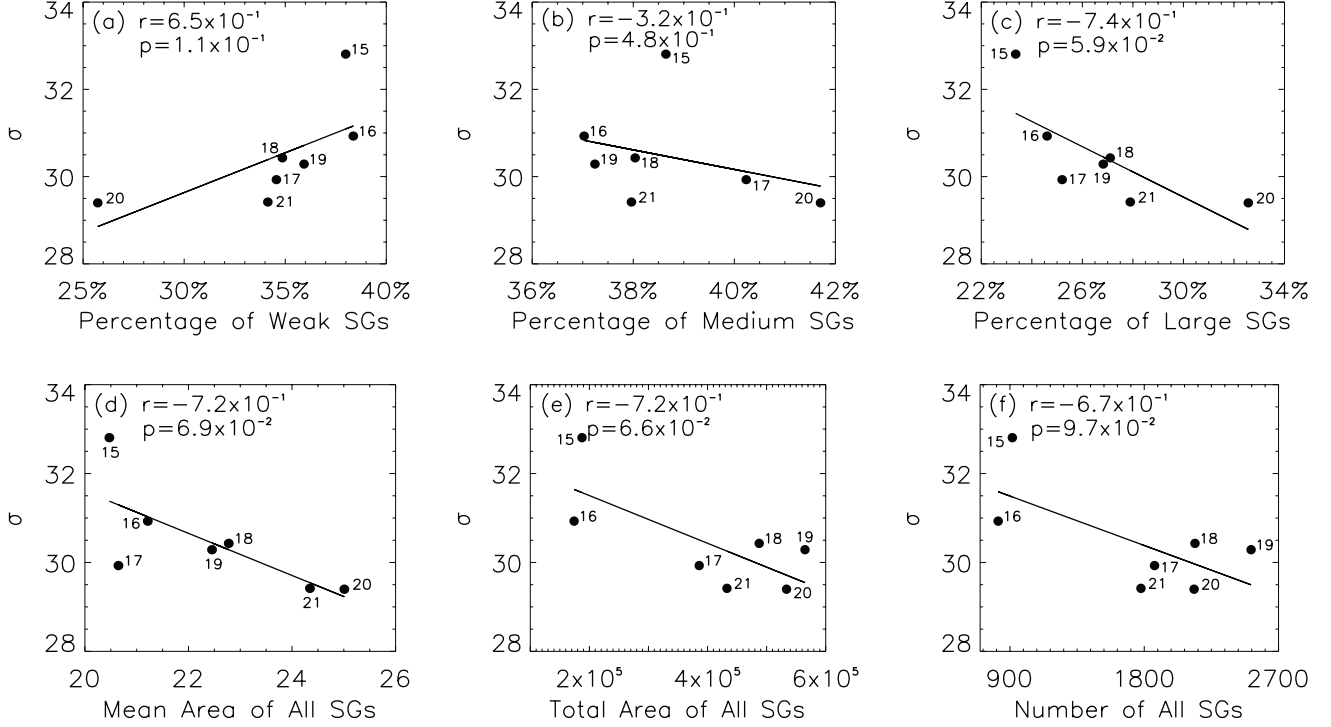 (a) r=6.5x10⁻¹
p=1.1x10⁻¹
34
32
30
28
σ
15
16
18
19
17
21
20
25% 30% 35% 40%
Percentage of Weak SGs
(b) r=−3.2x10⁻¹
p=4.8x10⁻¹
34
32
30
28
σ
15
16
19
18
17
21
20
36% 38% 40% 42%
Percentage of Medium SGs
(c) r=−7.4x10⁻¹
p=5.9x10⁻²
34
32
30
28
σ
15
16
18
17
19
21
20
22% 26% 30% 34%
Percentage of Large SGs
(d) r=−7.2x10⁻¹
p=6.9x10⁻²
34
32
30
28
σ
15
16
18
17
19
20
21
20 22 24 26
Mean Area of All SGs
(e) r=−7.2x10⁻¹
p=6.6x10⁻²
34
32
30
28
σ
15
16
18
19
17
21
20
2x10⁵ 4x10⁵ 6x10⁵
Total Area of All SGs
(f) r=−6.7x10⁻¹
p=9.7x10⁻²
34
32
30
28
σ
15
16
18
19
17
21
20
900 1800 2700
Number of All SGs